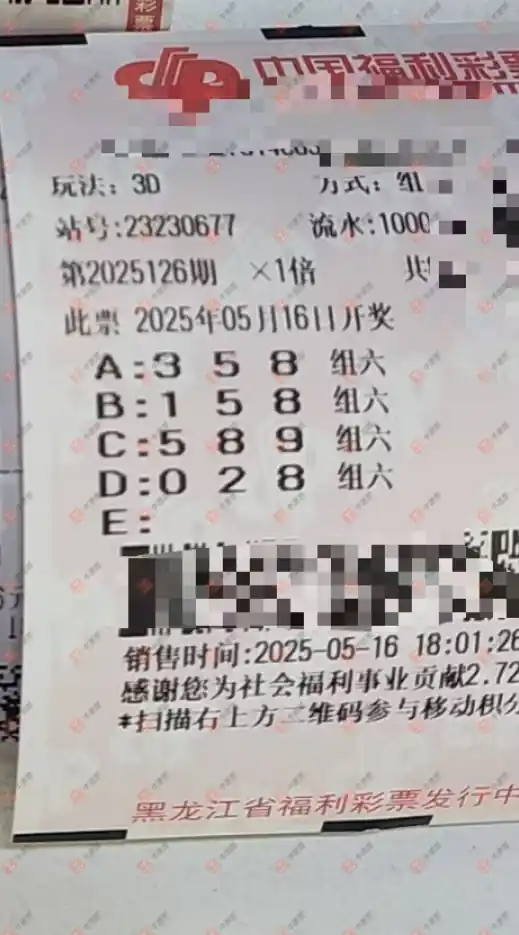 中国福利彩票
玩法：3D 方式：组
站号:23230677 流水:1000
第2025126期 ×1倍 共
此票 2025年05月16日开奖
A:3 5 8 组六
B:1 5 8 组六
C:5 8 9 组六
D:0 2 8 组六
E:
销售时间:2025-05-16 18:01:26
感谢您为社会福利事业贡献2.72
*扫描右上方二维码参与移动积分
黑龙江省福利彩票发行中